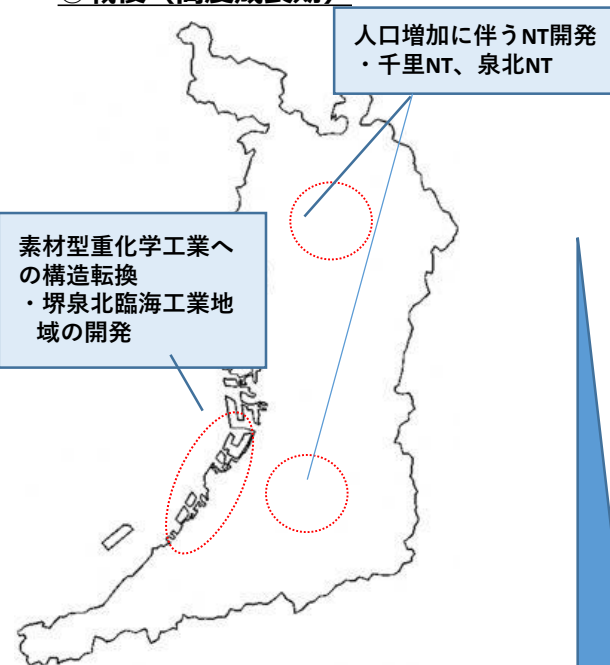 人口増加に伴うNT開発
・千里NT、泉北NT
素材型重化学工業へ
の構造転換
・堺泉北臨海工業地
域の開発